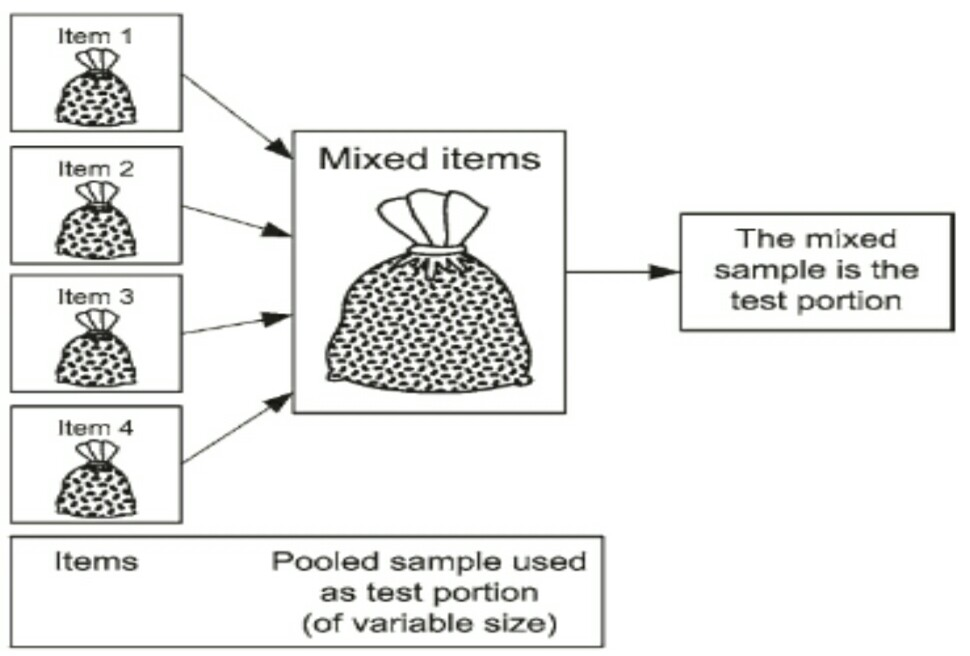 Item 1
Item 2
Item 3
Item 4
Mixed items
The mixed
sample is the
test portion
Items
Pooled sample used
as test portion
(of variable size)